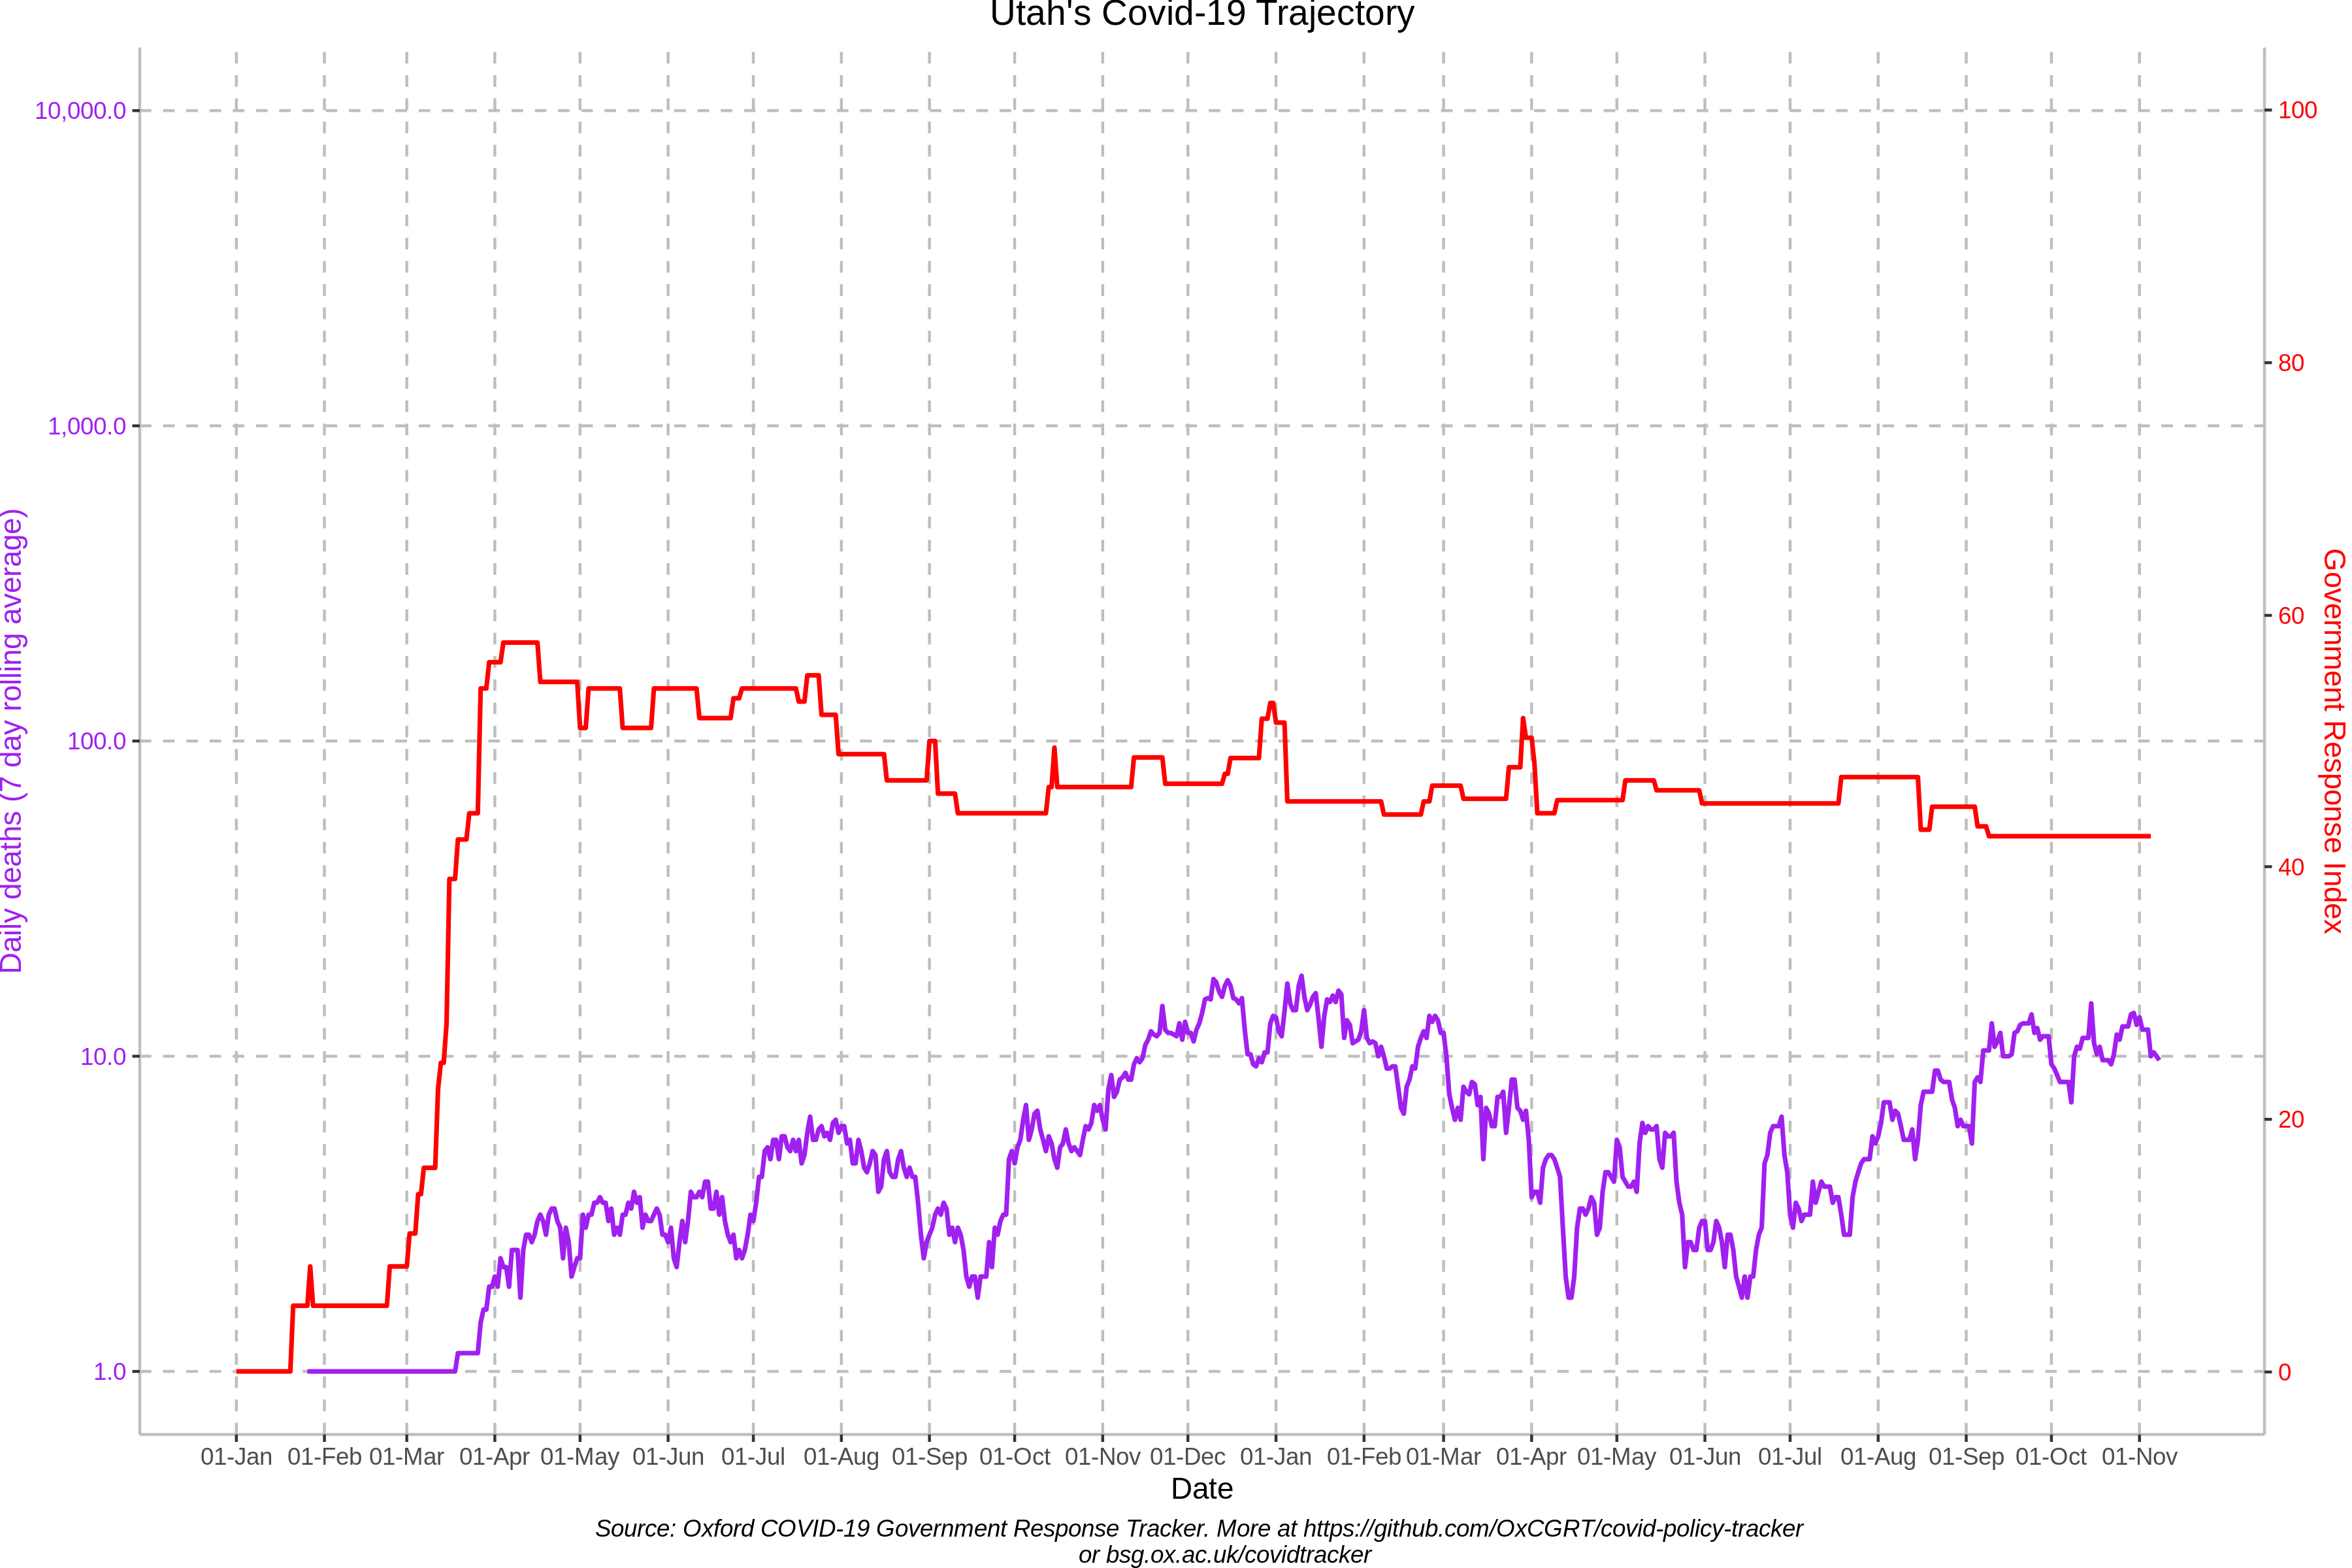 Utah's Covid-19 Trajectory
10,000.0
1,000.0
100.0
10.0
1.0
Daily deaths (7 day rolling average)
100
80
60
40
20
0
Government Response Index
01-Jan 01-Feb 01-Mar 01-Apr 01-May 01-Jun 01-Jul 01-Aug 01-Sep 01-Oct 01-Nov 01-Dec 01-Jan 01-Feb 01-Mar 01-Apr 01-May 01-Jun 01-Jul 01-Aug 01-Sep 01-Oct 01-Nov
Date
Source: Oxford COVID-19 Government Response Tracker. More at https://github.com/OxCGRT/covid-policy-tracker
or bsg.ox.ac.uk/covidtracker